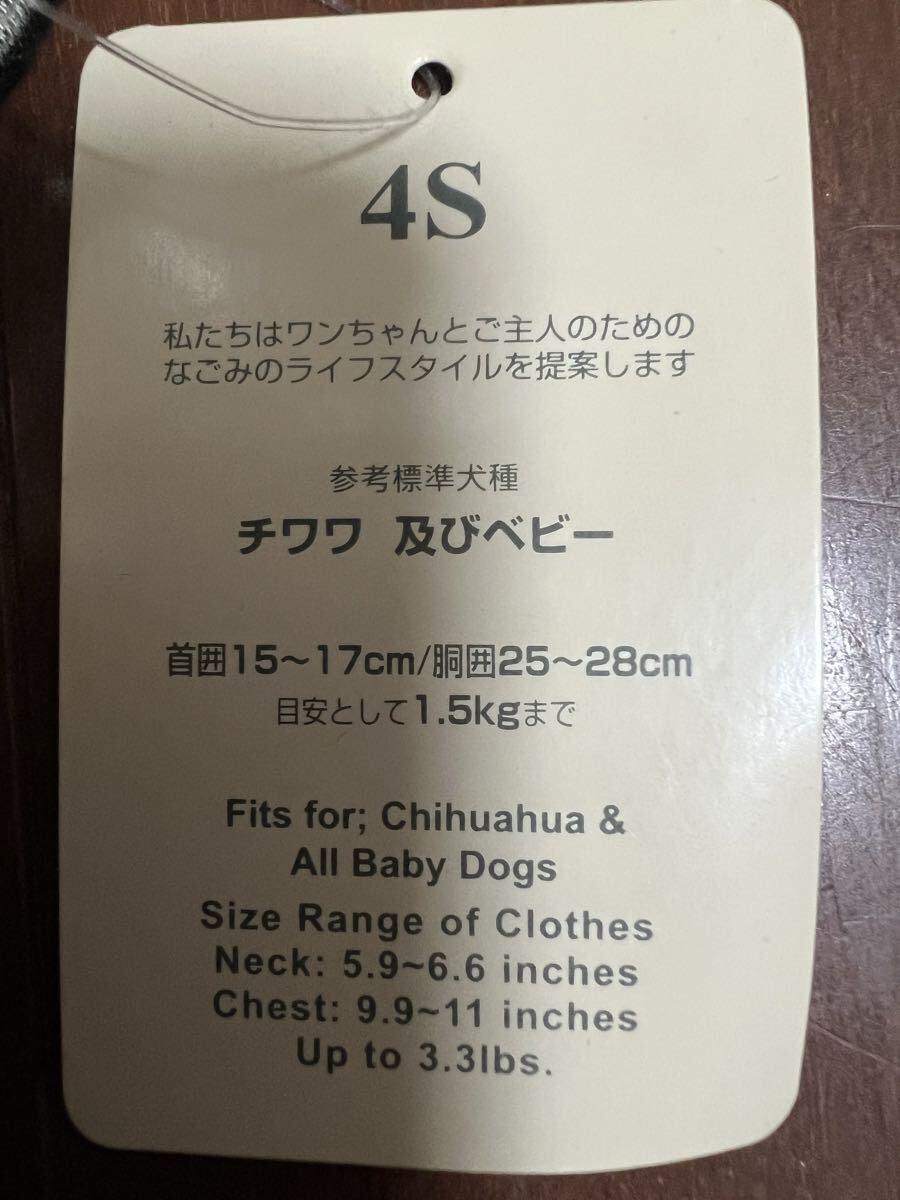 4S
私たちはワンちゃんとご主人のための
なごみのライフスタイルを提案します
参考標準犬種
チワワ 及びベビー
首囲15～17cm/胴囲25～28cm
目安として1.5kgまで
Fits for; Chihuahua &
All Baby Dogs
Size Range of Clothes
Neck: 5.9~6.6 inches
Chest: 9.9~11 inches
Up to 3.3lbs.